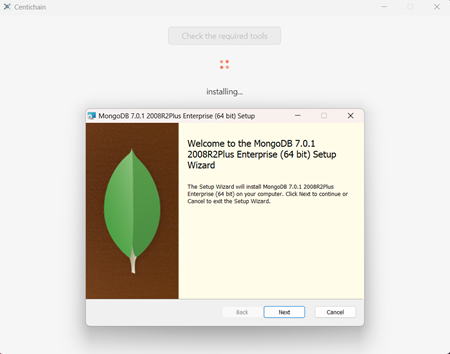 Centichain
Check the required tools
installing...
MongoDB 7.0.1 2008R2Plus Enterprise (64 bit) Setup
Welcome to the MongoDB 7.0.1
2008R2Plus Enterprise (64 bit) Setup
Wizard
The Setup Wizard will install MongoDB 7.0.1 2008R2Plus
Enterprise (64 bit) on your computer. Click Next to continue or
Cancel to exit the Setup Wizard.
Back
Next
Cancel